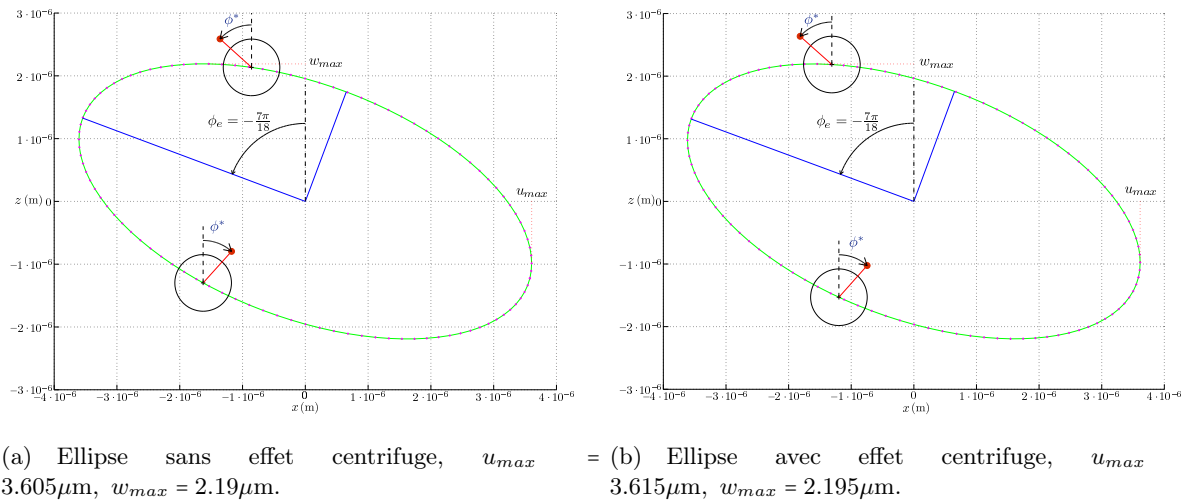 3·10⁻⁶
2·10⁻⁶
1·10⁻⁶
z (m) 0
−1·10⁻⁶
−2·10⁻⁶
−3·10⁻⁶
−4·10⁻⁶ −3·10⁻⁶ −2·10⁻⁶ −1·10⁻⁶ 0 1·10⁻⁶ 2·10⁻⁶ 3·10⁻⁶ 4·10⁻⁶
x (m)
ϕ*
w_max
ϕ_e = −7π/18
u_max
ϕ*
3·10⁻⁶
2·10⁻⁶
1·10⁻⁶
z (m) 0
−1·10⁻⁶
−2·10⁻⁶
−3·10⁻⁶
−4·10⁻⁶ −3·10⁻⁶ −2·10⁻⁶ −1·10⁻⁶ 0 1·10⁻⁶ 2·10⁻⁶ 3·10⁻⁶ 4·10⁻⁶
x (m)
ϕ*
w_max
ϕ_e = −7π/18
u_max
ϕ*
(a) Ellipse sans effet centrifuge, u_max =
3.605μm, w_max = 2.19μm.
(b) Ellipse avec effet centrifuge, u_max
3.615μm, w_max = 2.195μm.